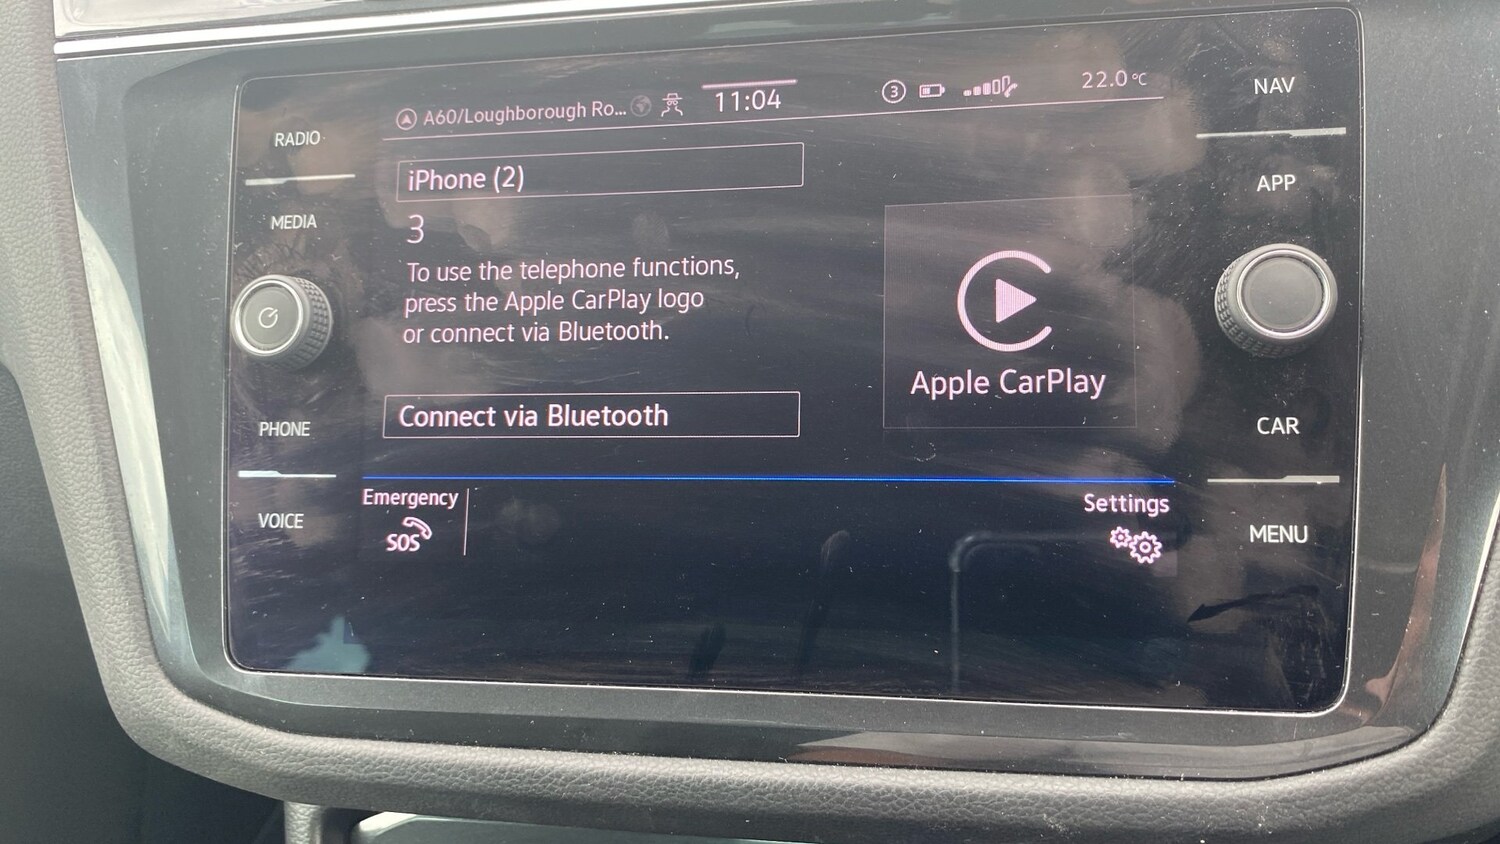 A60/Loughborough Ro...
11:04
3
22.0 °C
NAV
RADIO
iPhone (2)
APP
MEDIA
3
To use the telephone functions,
press the Apple CarPlay logo
or connect via Bluetooth.
Apple CarPlay
PHONE
Connect via Bluetooth
CAR
Emergency
SOS
Settings
VOICE
MENU